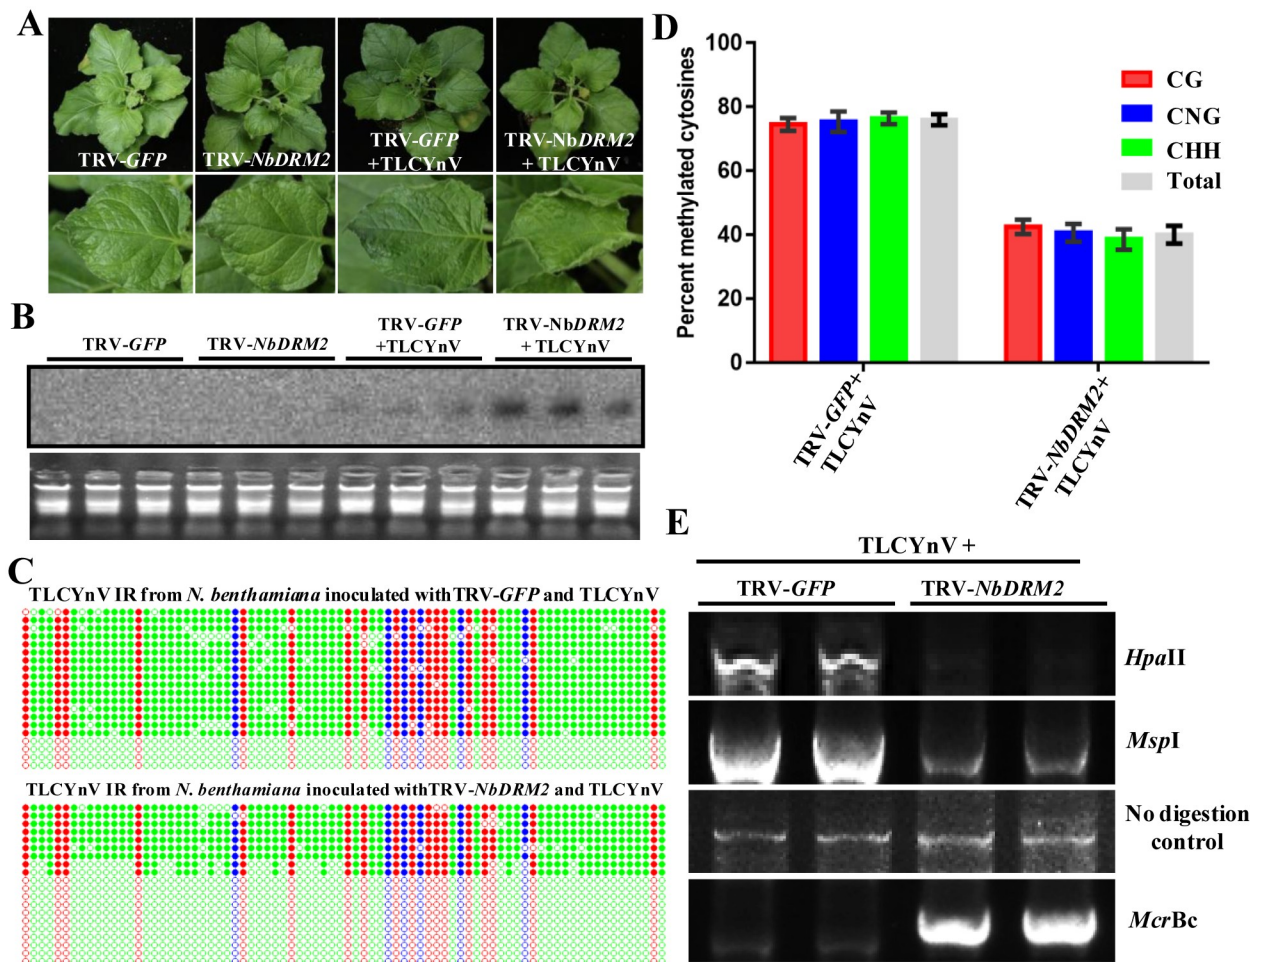 A
TRV-GFP
TRV-NbDRM2
TRV-GFP
+TLCYnV
TRV-NbDRM2
+ TLCYnV
B
TRV-GFP
TRV-NbDRM2
TRV-GFP
+TLCYnV
TRV-NbDRM2
+ TLCYnV
C
TLCYnV IR from N. benthamiana inoculated with TRV-GFP and TLCYnV
TLCYnV IR from N. benthamiana inoculated withTRV-NbDRM2 and TLCYnV
D
Percent methylated cytosines
100
80
60
40
20
0
CG
CNG
CHH
Total
TRV-GFP+
TLCYnV
TRV-NbDRM2+
TLCYnV
E
TLCYnV +
TRV-GFP
TRV-NbDRM2
HpaII
MspI
No digestion
control
McrBc